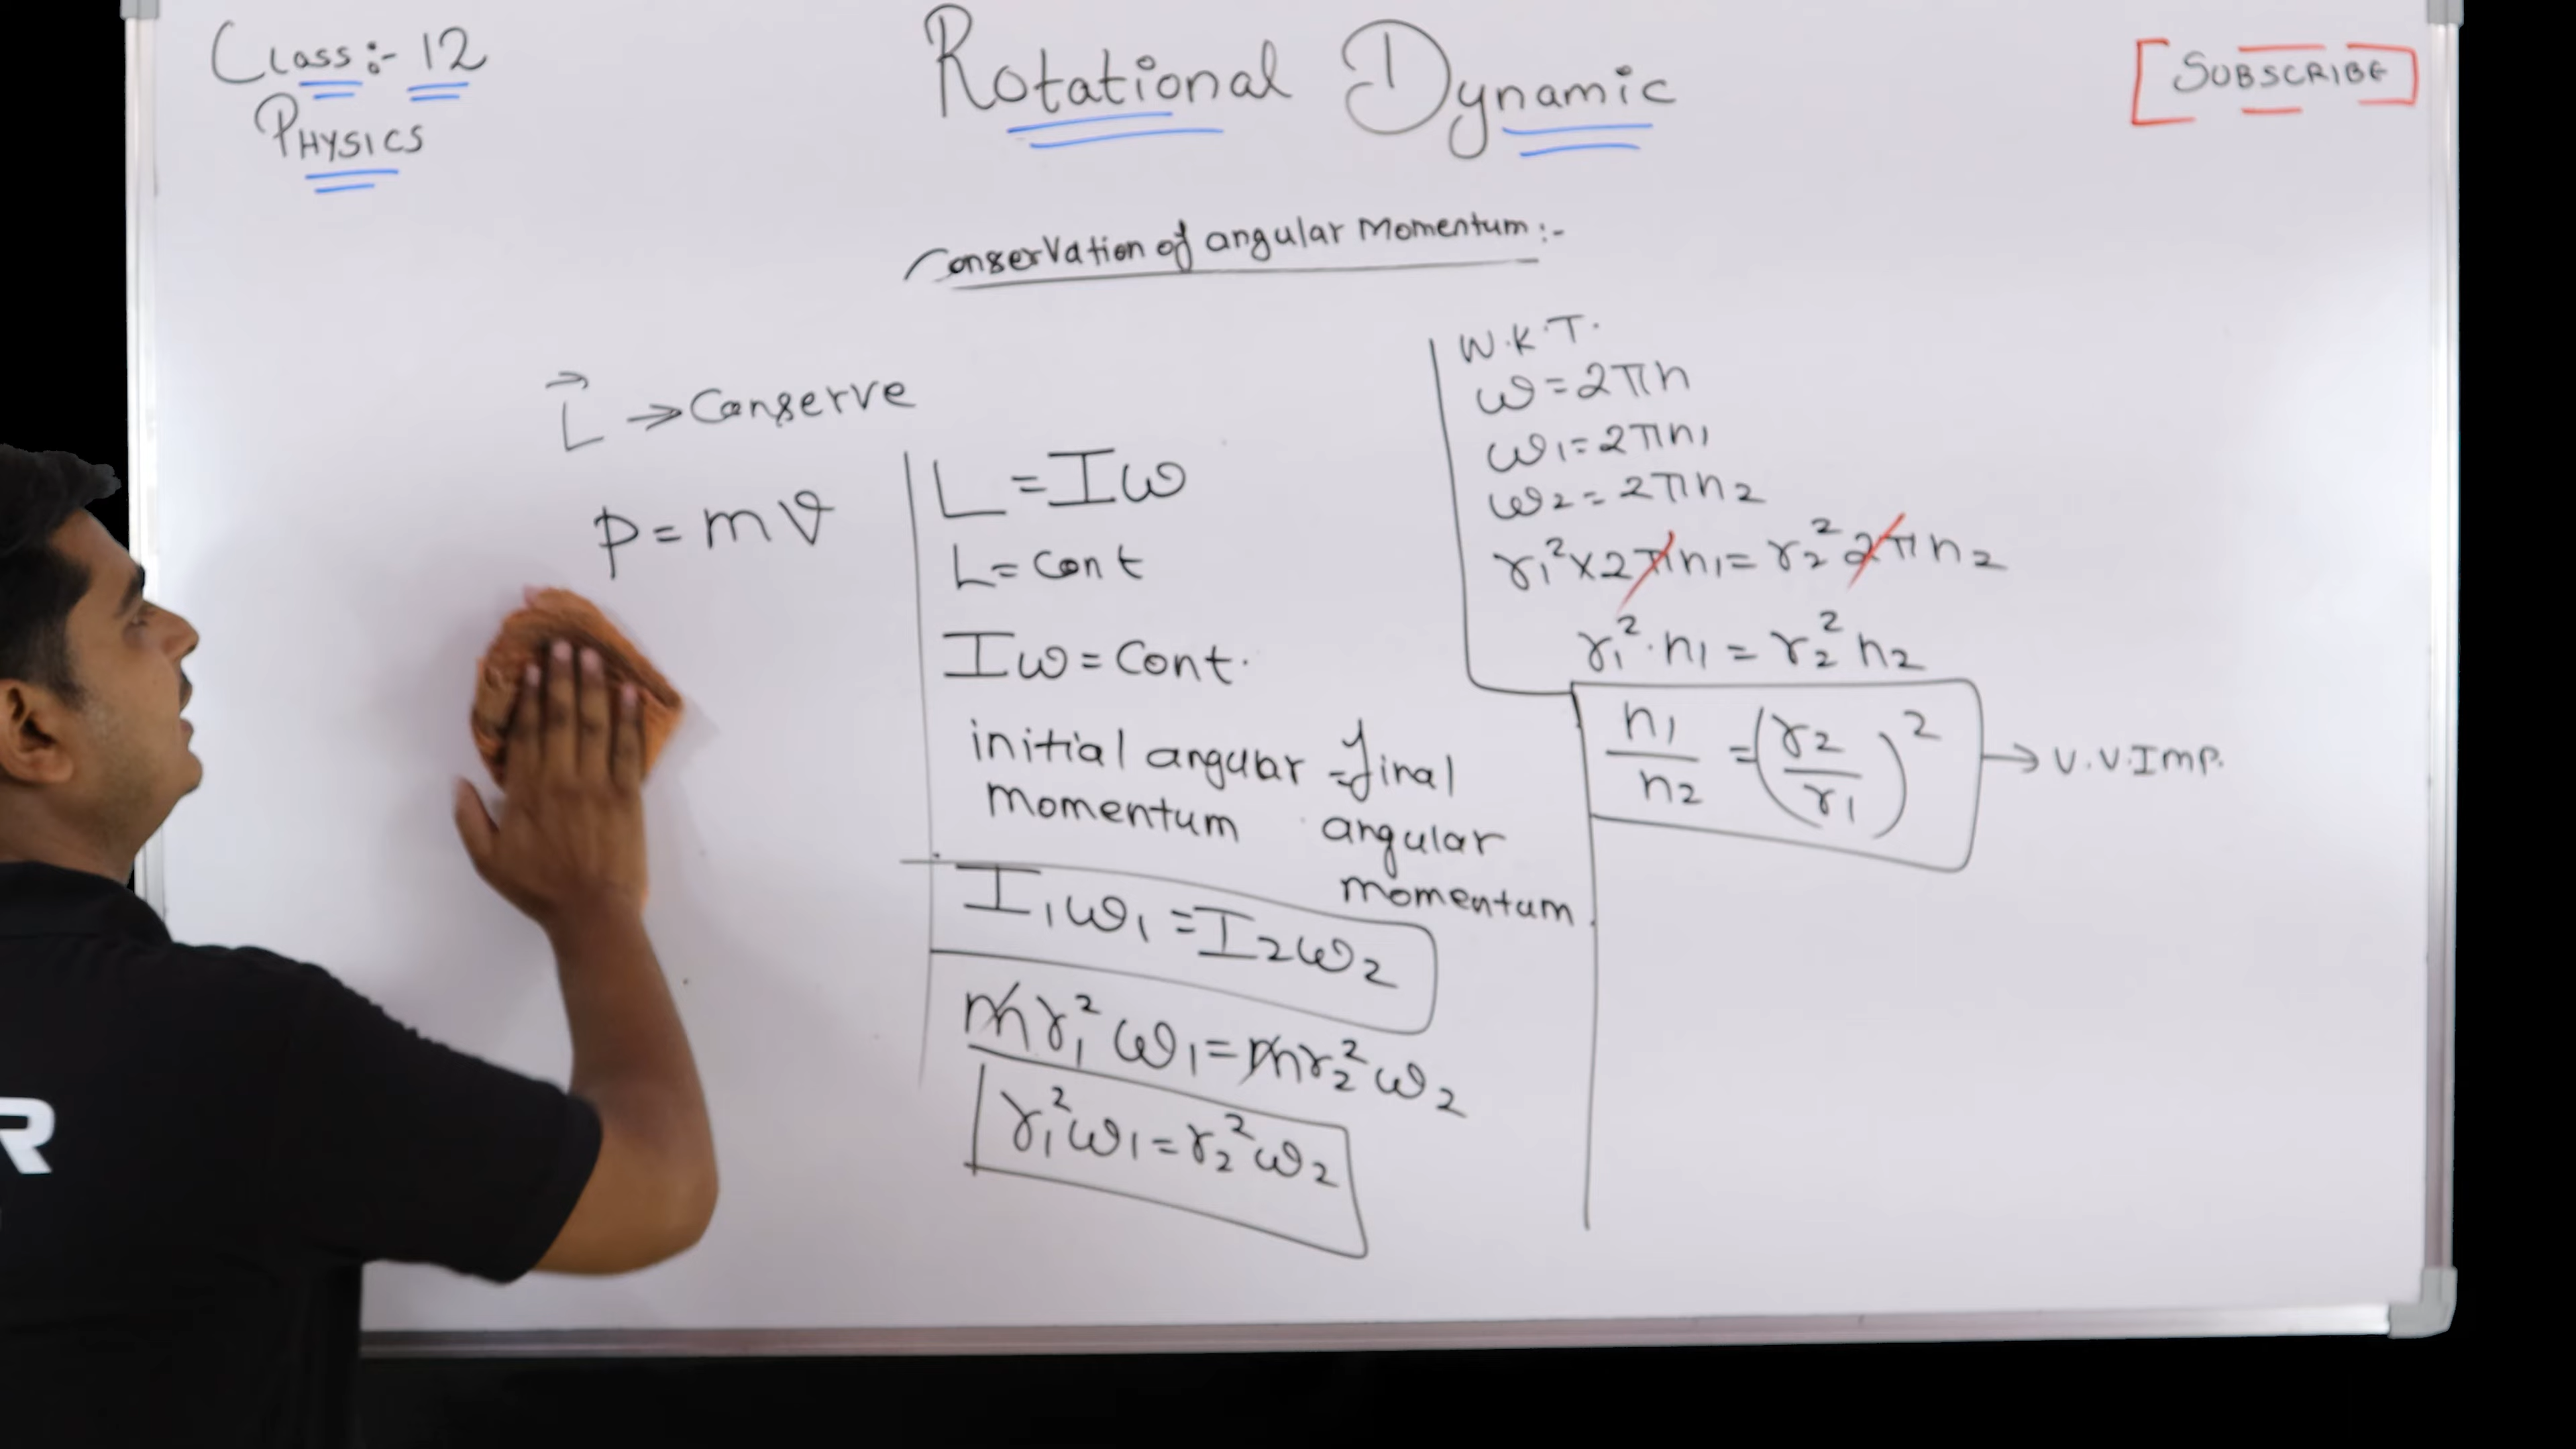 Class:- 12
PHYSICS
Rotational Dynamic
SUBSCRIBE
Conservation of angular Momentum:-
L⃗ → Conserve
p = mv
L = Iω
L = Cont
Iω = Cont.
initial angular = final
momentum angular
momentum.
I₁ω₁ = I₂ω₂
mr₁²ω₁ = mr₂²ω₂
r₁²ω₁ = r₂²ω₂
W.K.T.
ω = 2πn
ω₁ = 2πn₁
ω₂ = 2πn₂
r₁² × 2πn₁ = r₂² 2πn₂
r₁² · n₁ = r₂² n₂
n₁/n₂ = (r₂/r₁)² → V.V.Imp.
R